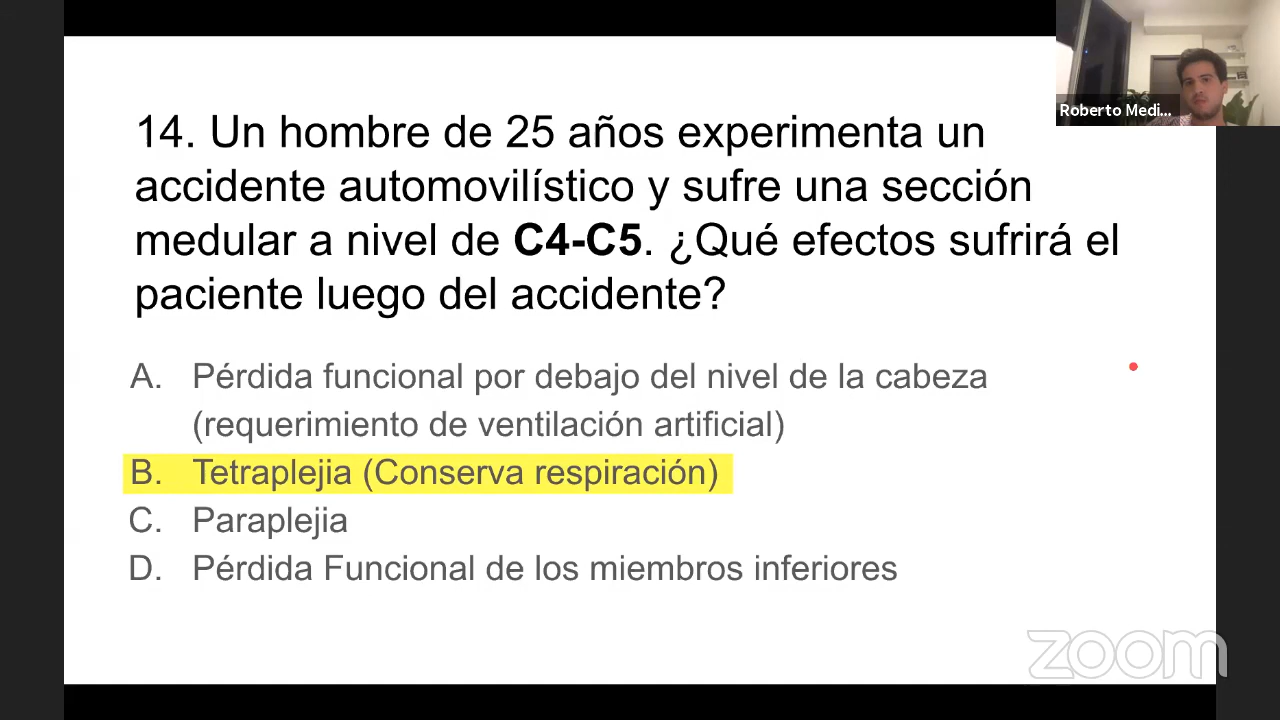 Roberto Medi...
14. Un hombre de 25 años experimenta un
accidente automovilístico y sufre una sección
medular a nivel de C4-C5. ¿Qué efectos sufrirá el
paciente luego del accidente?
A. Pérdida funcional por debajo del nivel de la cabeza
(requerimiento de ventilación artificial)
B. Tetraplejia (Conserva respiración)
C. Paraplejia
D. Pérdida Funcional de los miembros inferiores
zoom